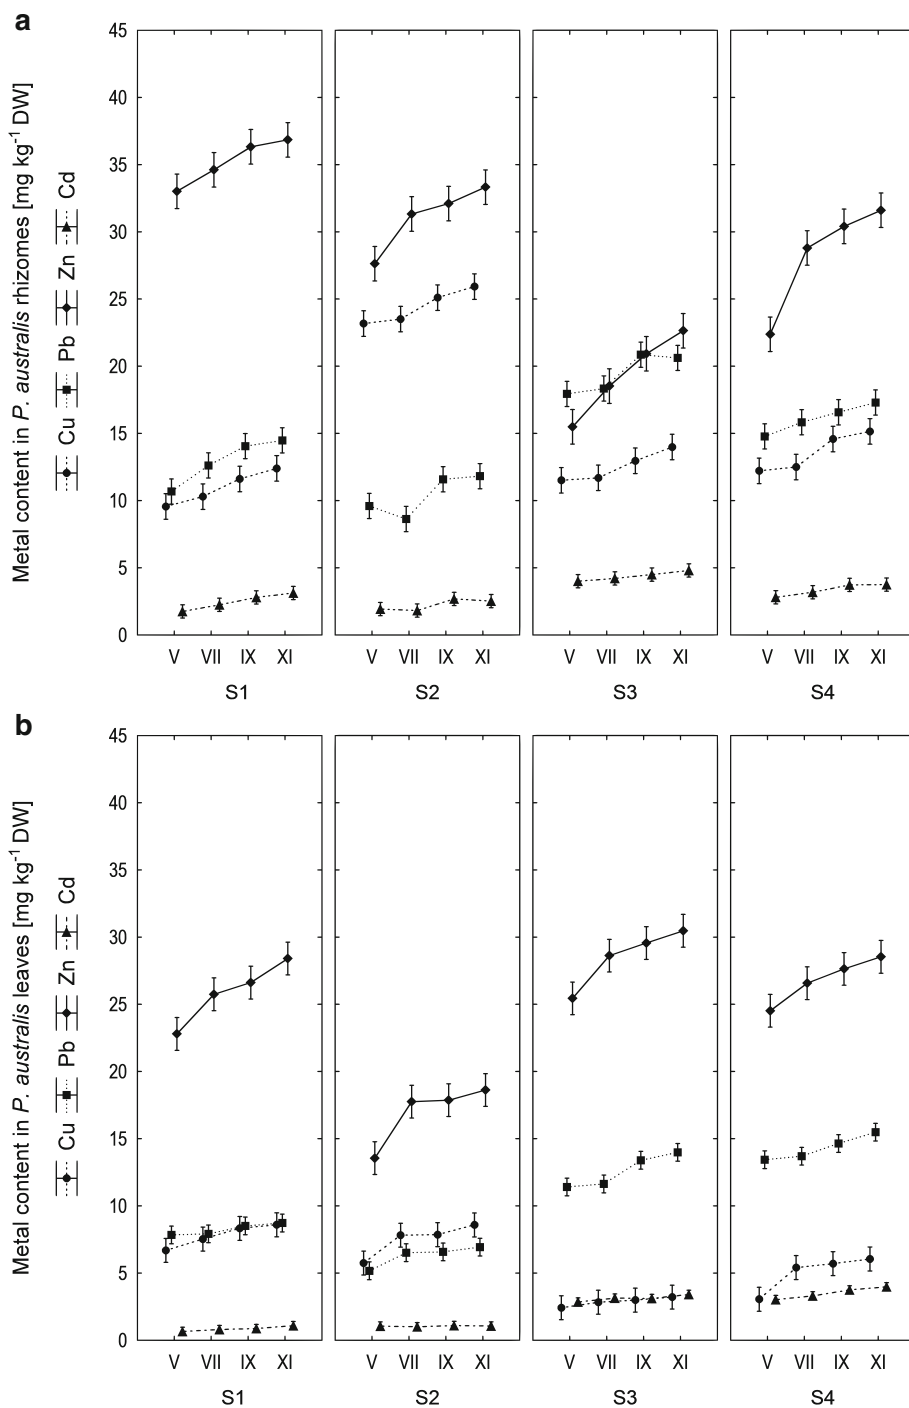 a
Metal content in P. australis rhizomes [mg kg-1 DW]
Cu Pb Zn Cd
45
40
35
30
25
20
15
10
5
0
V VII IX XI V VII IX XI V VII IX XI V VII IX XI
S1 S2 S3 S4
b
Metal content in P. australis leaves [mg kg-1 DW]
Cu Pb Zn Cd
45
40
35
30
25
20
15
10
5
0
V VII IX XI V VII IX XI V VII IX XI V VII IX XI
S1 S2 S3 S4